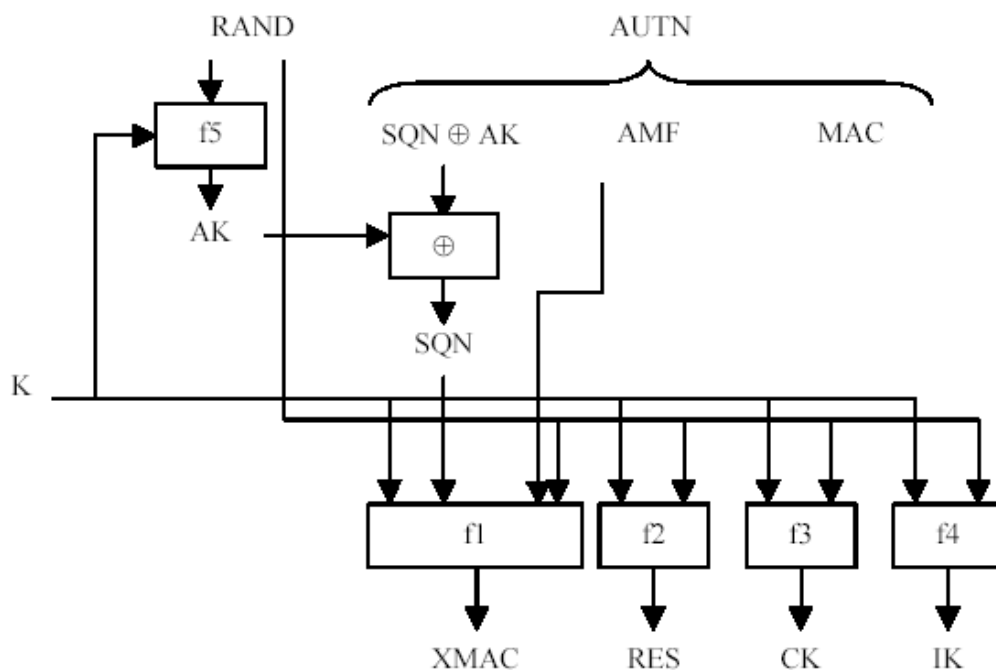 RAND AUTN
f5 SQN ⊕ AK AMF MAC
AK ⊕
SQN
K
f1 f2 f3 f4
XMAC RES CK IK